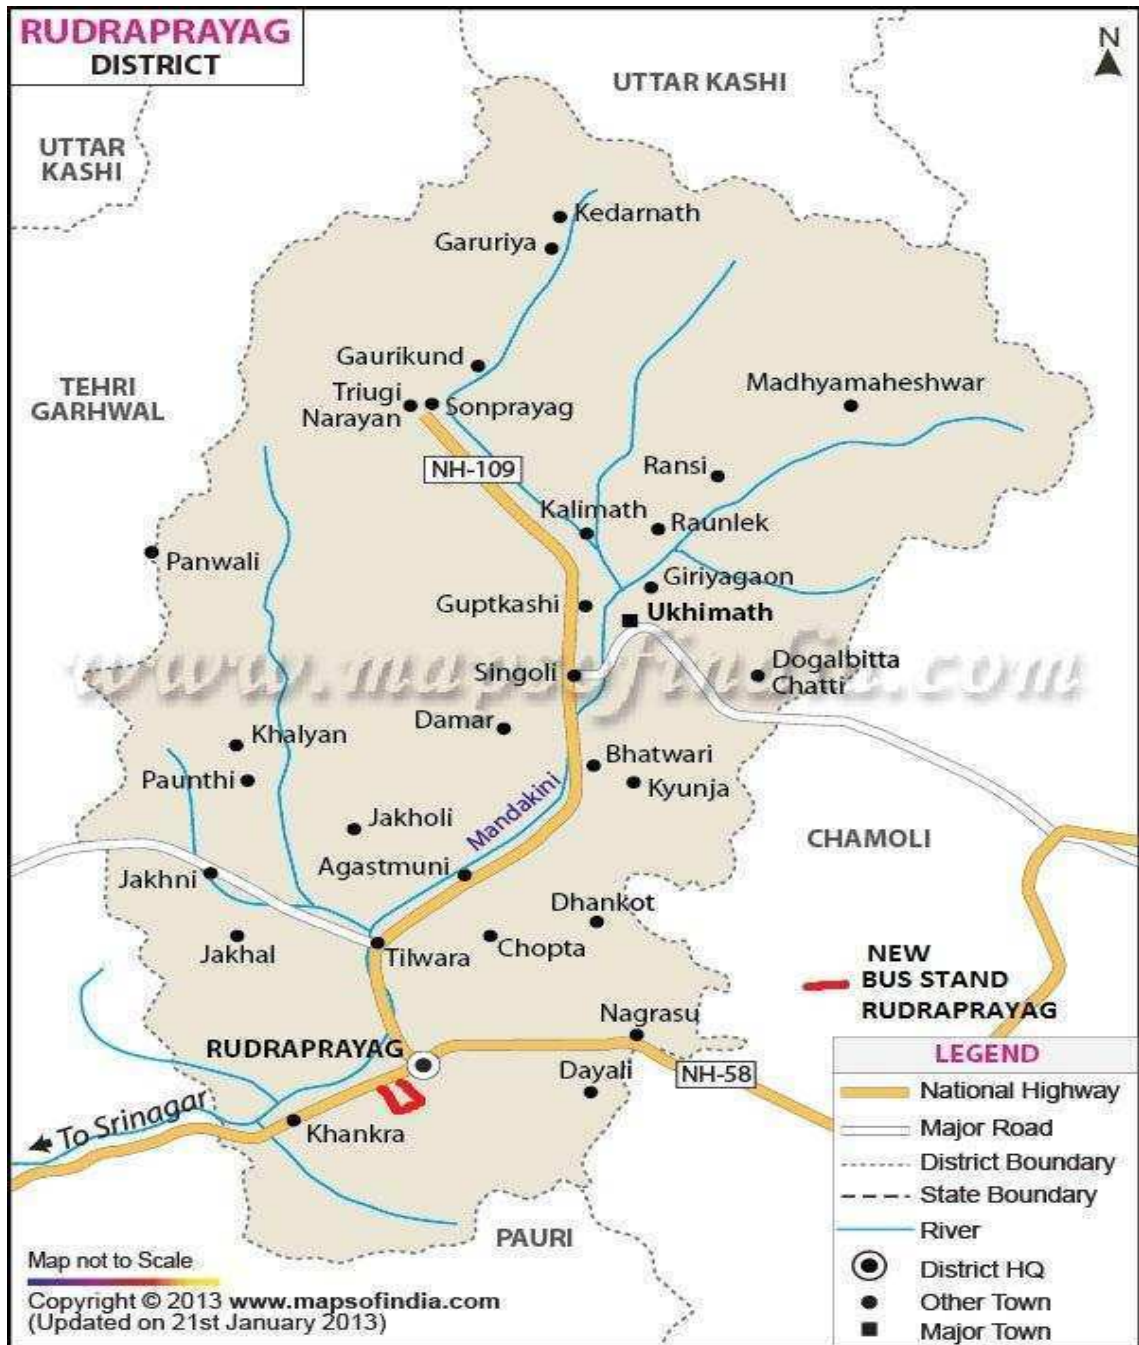 RUDRAPRAYAG
DISTRICT
N
UTTAR KASHI
UTTAR
KASHI
Kedarnath
Garuriya
Gaurikund
TEHRI
GARHWAL
Triugi
Narayan
Sonprayag
Madhyamaheshwar
NH-109
Ransi
Kalimath
Raunlek
Panwali
Giriyagaon
Guptkashi
Ukhimath
www.mapsofindia.com
Singoli
Dogalbitta
Chatti
Damar
Khalyan
Bhatwari
Paunthi
Kyunja
Mandakini
Jakholi
CHAMOLI
Agastmuni
Jakhni
Dhankot
Jakhal
Tilwara
Chopta
NEW
BUS STAND
RUDRAPRAYAG
Nagrasu
RUDRAPRAYAG
Dayali
NH-58
To Srinagar
Khankra
PAURI
LEGEND
National Highway
Major Road
District Boundary
State Boundary
River
District HQ
Other Town
Major Town
Map not to Scale
Copyright © 2013 www.mapsofindia.com
(Updated on 21st January 2013)